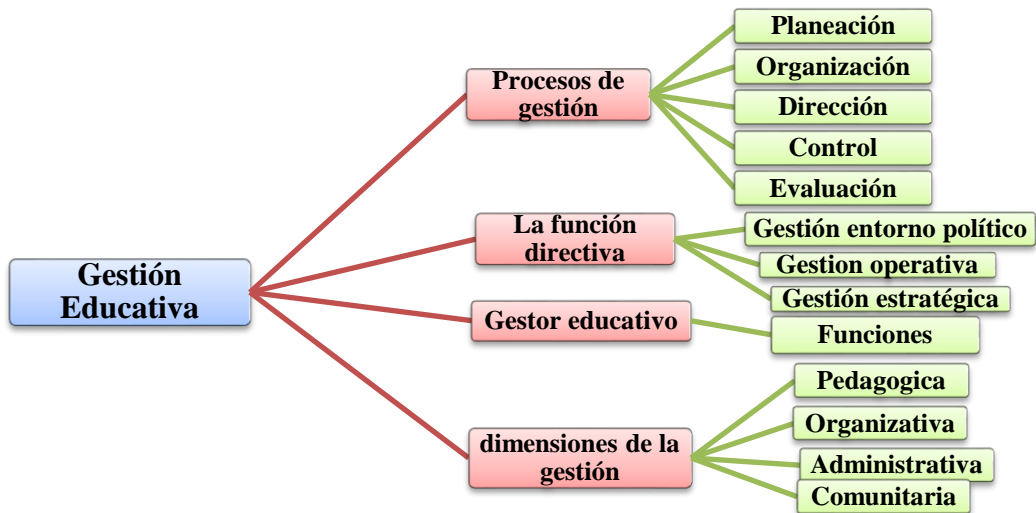 Gestión
Educativa
Procesos de
gestión
Planeación
Organización
Dirección
Control
Evaluación
La función
directiva
Gestión entorno político
Gestion operativa
Gestión estratégica
Gestor educativo
Funciones
dimensiones de la
gestión
Pedagogica
Organizativa
Administrativa
Comunitaria